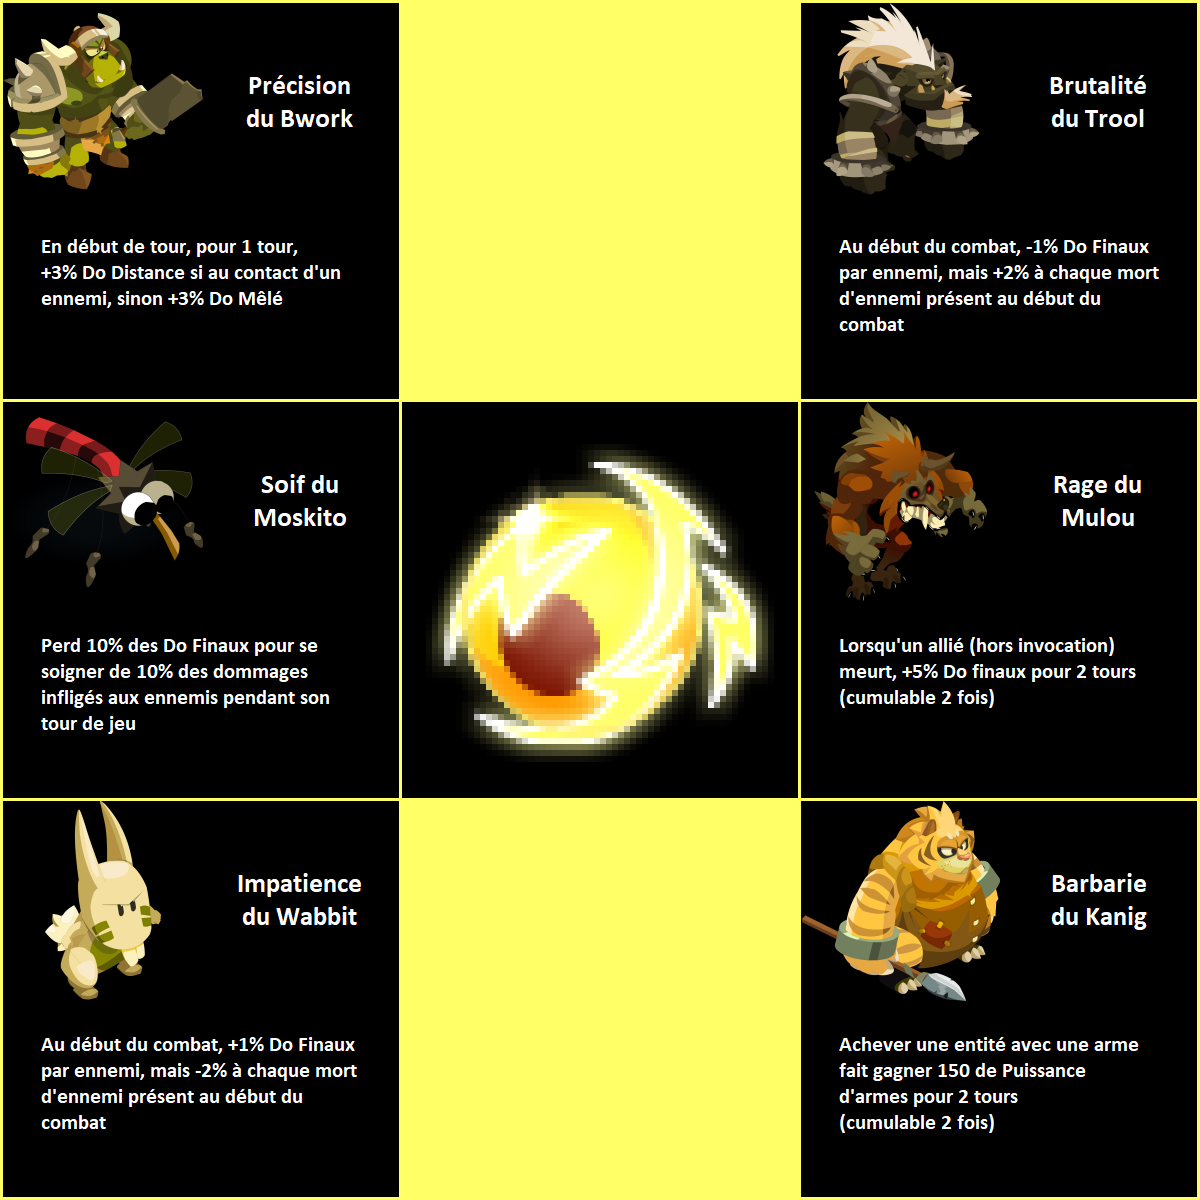 Précision
du Bwork
En début de tour, pour 1 tour,
+3% Do Distance si au contact d'un
ennemi, sinon +3% Do Mêlé
Brutalité
du Trool
Au début du combat, -1% Do Finaux
par ennemi, mais +2% à chaque mort
d'ennemi présent au début du
combat
Soif du
Moskito
Perd 10% des Do Finaux pour se
soigner de 10% des dommages
infligés aux ennemis pendant son
tour de jeu
Rage du
Mulou
Lorsqu'un allié (hors invocation)
meurt, +5% Do finaux pour 2 tours
(cumulable 2 fois)
Impatience
du Wabbit
Au début du combat, +1% Do Finaux
par ennemi, mais -2% à chaque mort
d'ennemi présent au début du
combat
Barbarie
du Kanig
Achever une entité avec une arme
fait gagner 150 de Puissance
d'armes pour 2 tours
(cumulable 2 fois)